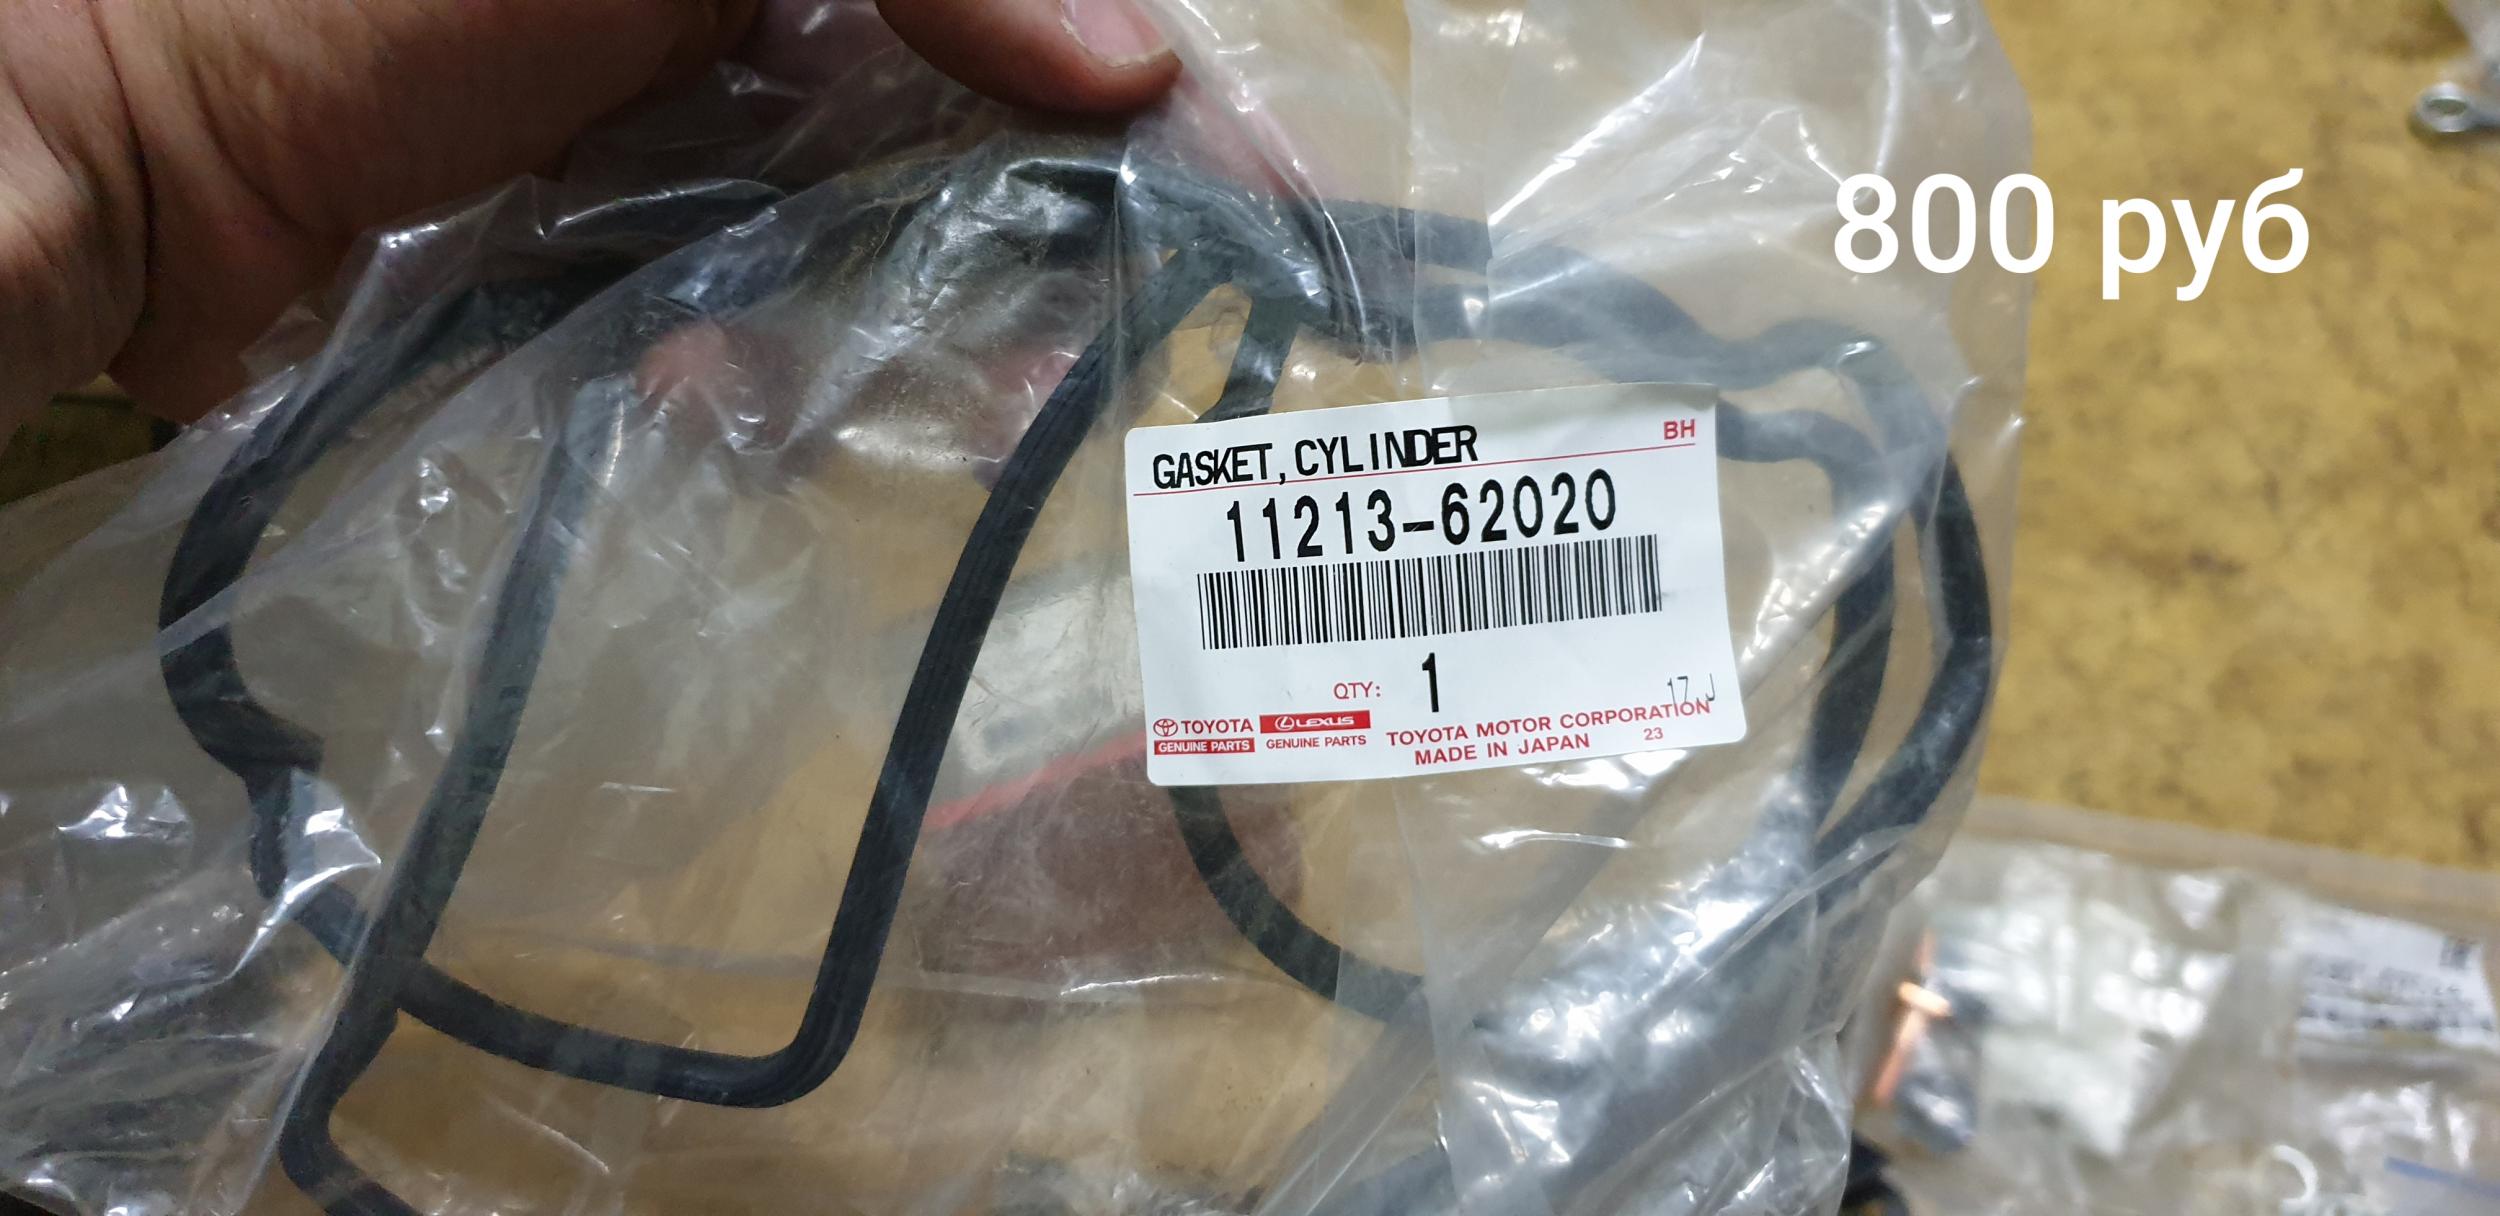 800 руб
GASKET,CYLINDER
BH
11213-62020
QTY: 1
17 J
TOYOTA
GENUINE PARTS
LEXUS
GENUINE PARTS
TOYOTA MOTOR CORPORATION
MADE IN JAPAN 23